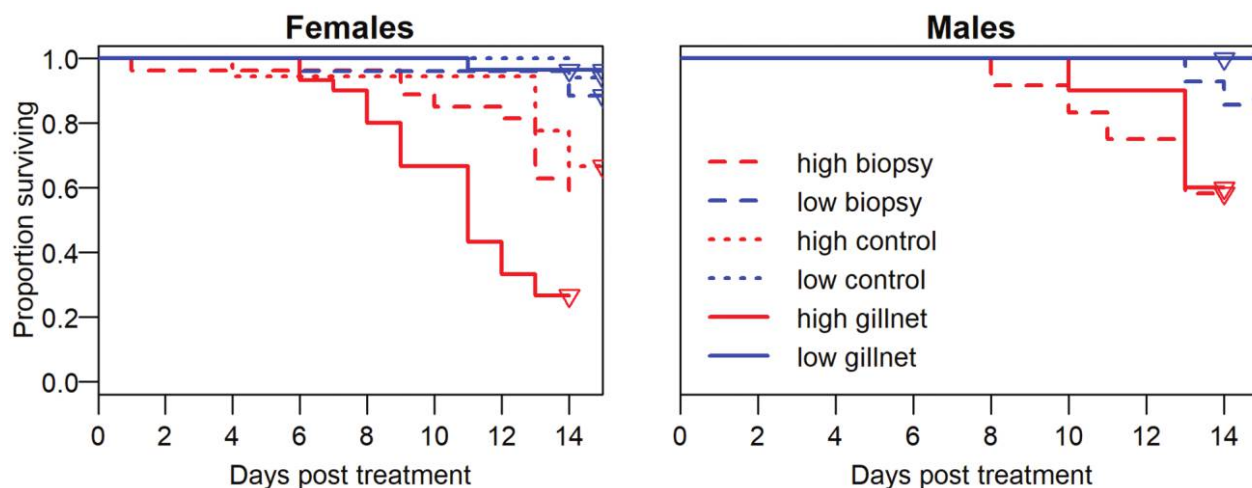 Females
Males
Proportion surviving
1.0
0.8
0.6
0.4
0.2
0.0
0 2 4 6 8 10 12 14
Days post treatment
high biopsy
low biopsy
high control
low control
high gillnet
low gillnet
0 2 4 6 8 10 12 14
Days post treatment